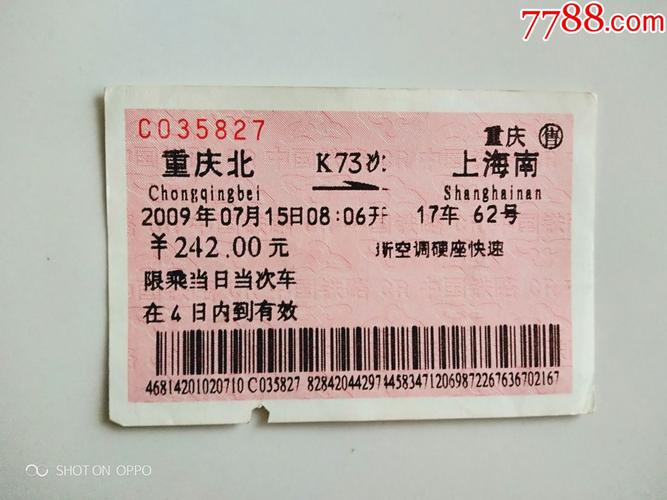 7788.com
C035827
重庆 售
重庆北 K73次 上海南
Chongqingbei Shanghainan
2009年07月15日08:06开 17车 62号
￥242.00元 新空调硬座快速
限乘当日当次车
在4日内到有效
46814201020710 C035827 82842044297445834712069872267636702167
SHOT ON OPPO